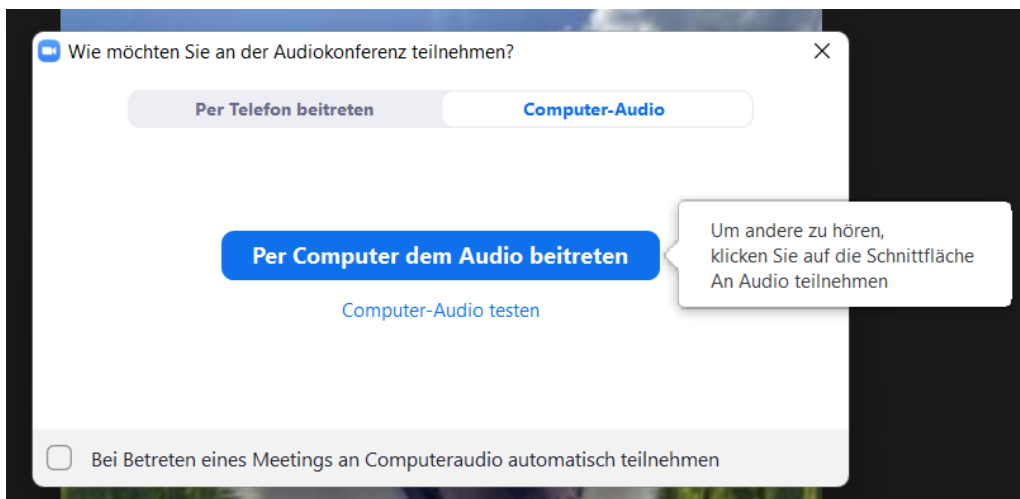 Wie möchten Sie an der Audiokonferenz teilnehmen?
Per Telefon beitreten
Computer-Audio
Per Computer dem Audio beitreten
Um andere zu hören,
klicken Sie auf die Schnittfläche
An Audio teilnehmen
Computer-Audio testen
Bei Betreten eines Meetings an Computeraudio automatisch teilnehmen